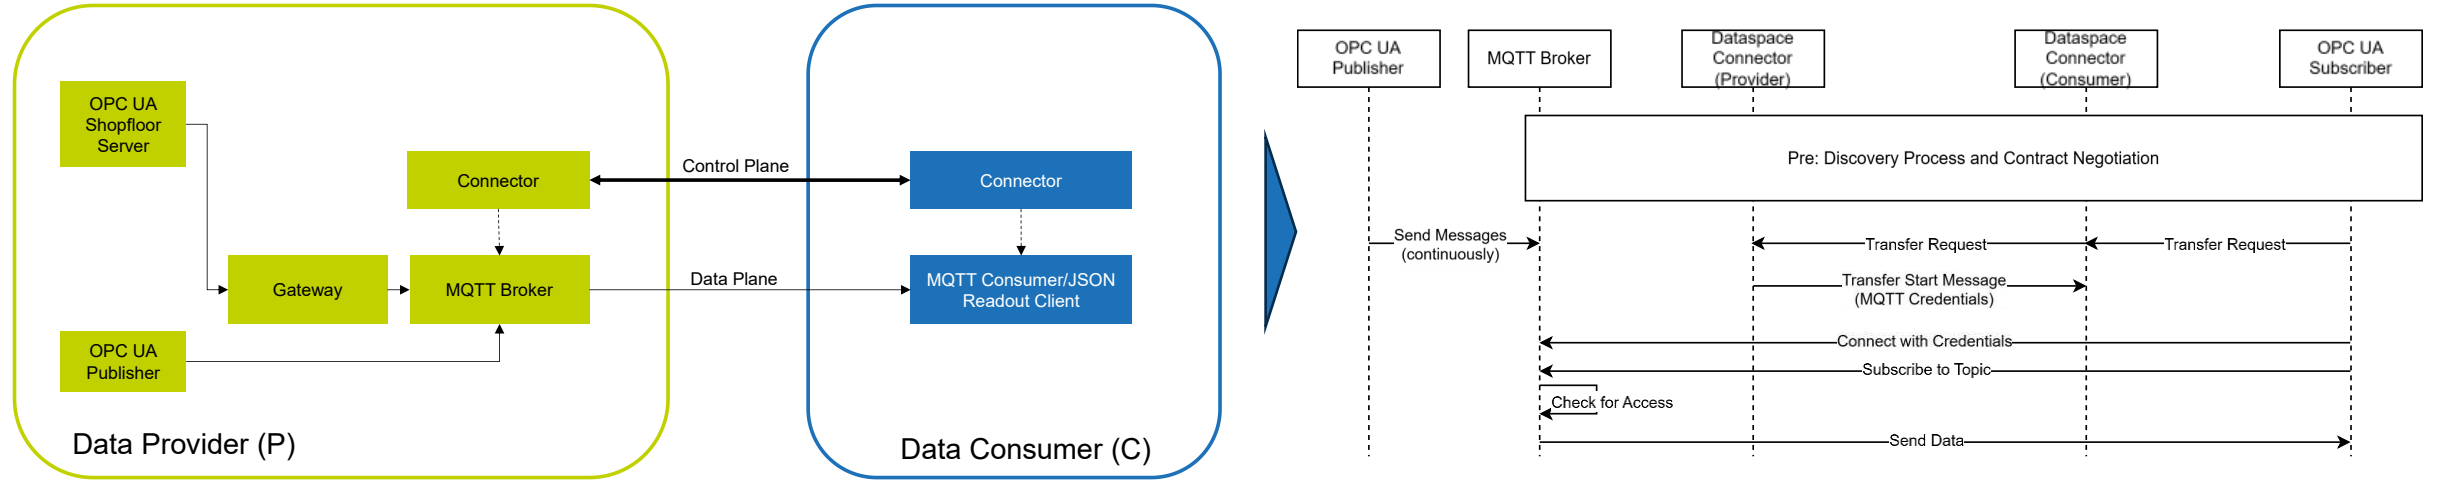 OPC UA
Shopfloor
Server
Connector
Gateway
MQTT Broker
OPC UA
Publisher
Data Provider (P)
Control Plane
Data Plane
Connector
MQTT Consumer/JSON
Readout Client
Data Consumer (C)
OPC UA
Publisher
MQTT Broker
Dataspace
Connector
(Provider)
Dataspace
Connector
(Consumer)
OPC UA
Subscriber
Pre: Discovery Process and Contract Negotiation
Send Messages
(continuously)
Transfer Request
Transfer Request
Transfer Start Message
(MQTT Credentials)
Connect with Credentials
Subscribe to Topic
Check for Access
Send Data